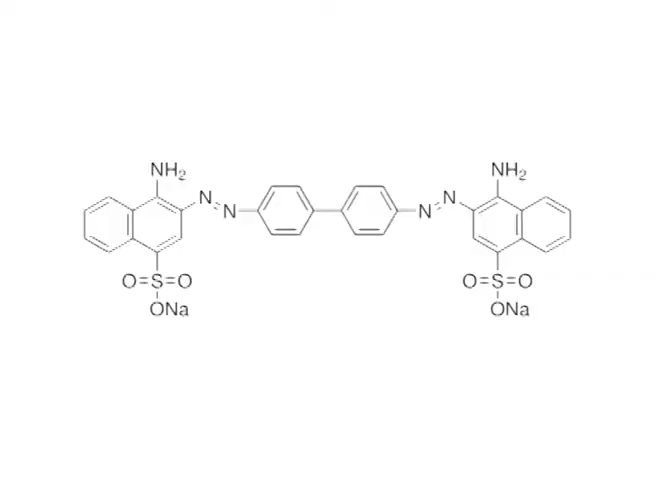 NH₂ NH₂
N N N N
O=S=O O=S=O
ONa ONa